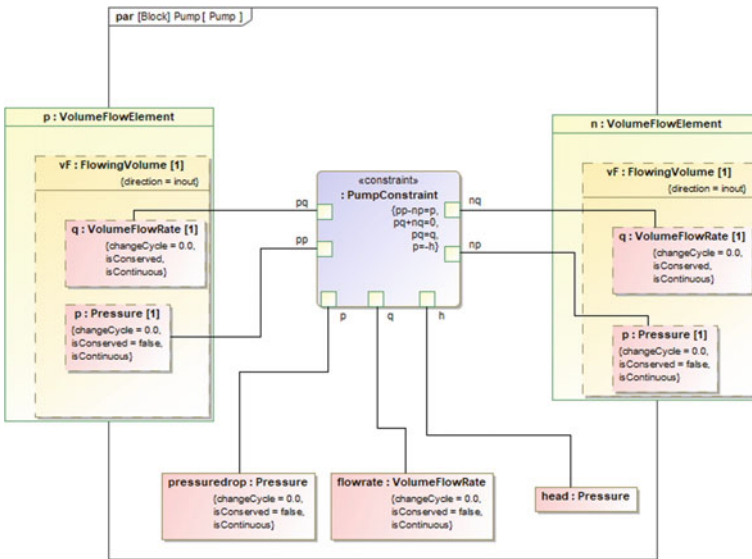 par [Block] Pump [ Pump ]
p : VolumeFlowElement
vF : FlowingVolume [1]
{direction = inout}
q : VolumeFlowRate [1]
{changeCycle = 0.0,
isConserved,
isContinuous}
p : Pressure [1]
{changeCycle = 0.0,
isConserved = false,
isContinuous}
pq
pp
«constraint»
: PumpConstraint
{pp-np=p,
pq+nq=0,
pq=q,
p=-h}
nq
np
p
q
h
n : VolumeFlowElement
vF : FlowingVolume [1]
{direction = inout}
q : VolumeFlowRate [1]
{changeCycle = 0.0,
isConserved,
isContinuous}
p : Pressure [1]
{changeCycle = 0.0,
isConserved = false,
isContinuous}
pressuredrop : Pressure
{changeCycle = 0.0,
isConserved = false,
isContinuous}
flowrate : VolumeFlowRate
{changeCycle = 0.0,
isConserved = false,
isContinuous}
head : Pressure